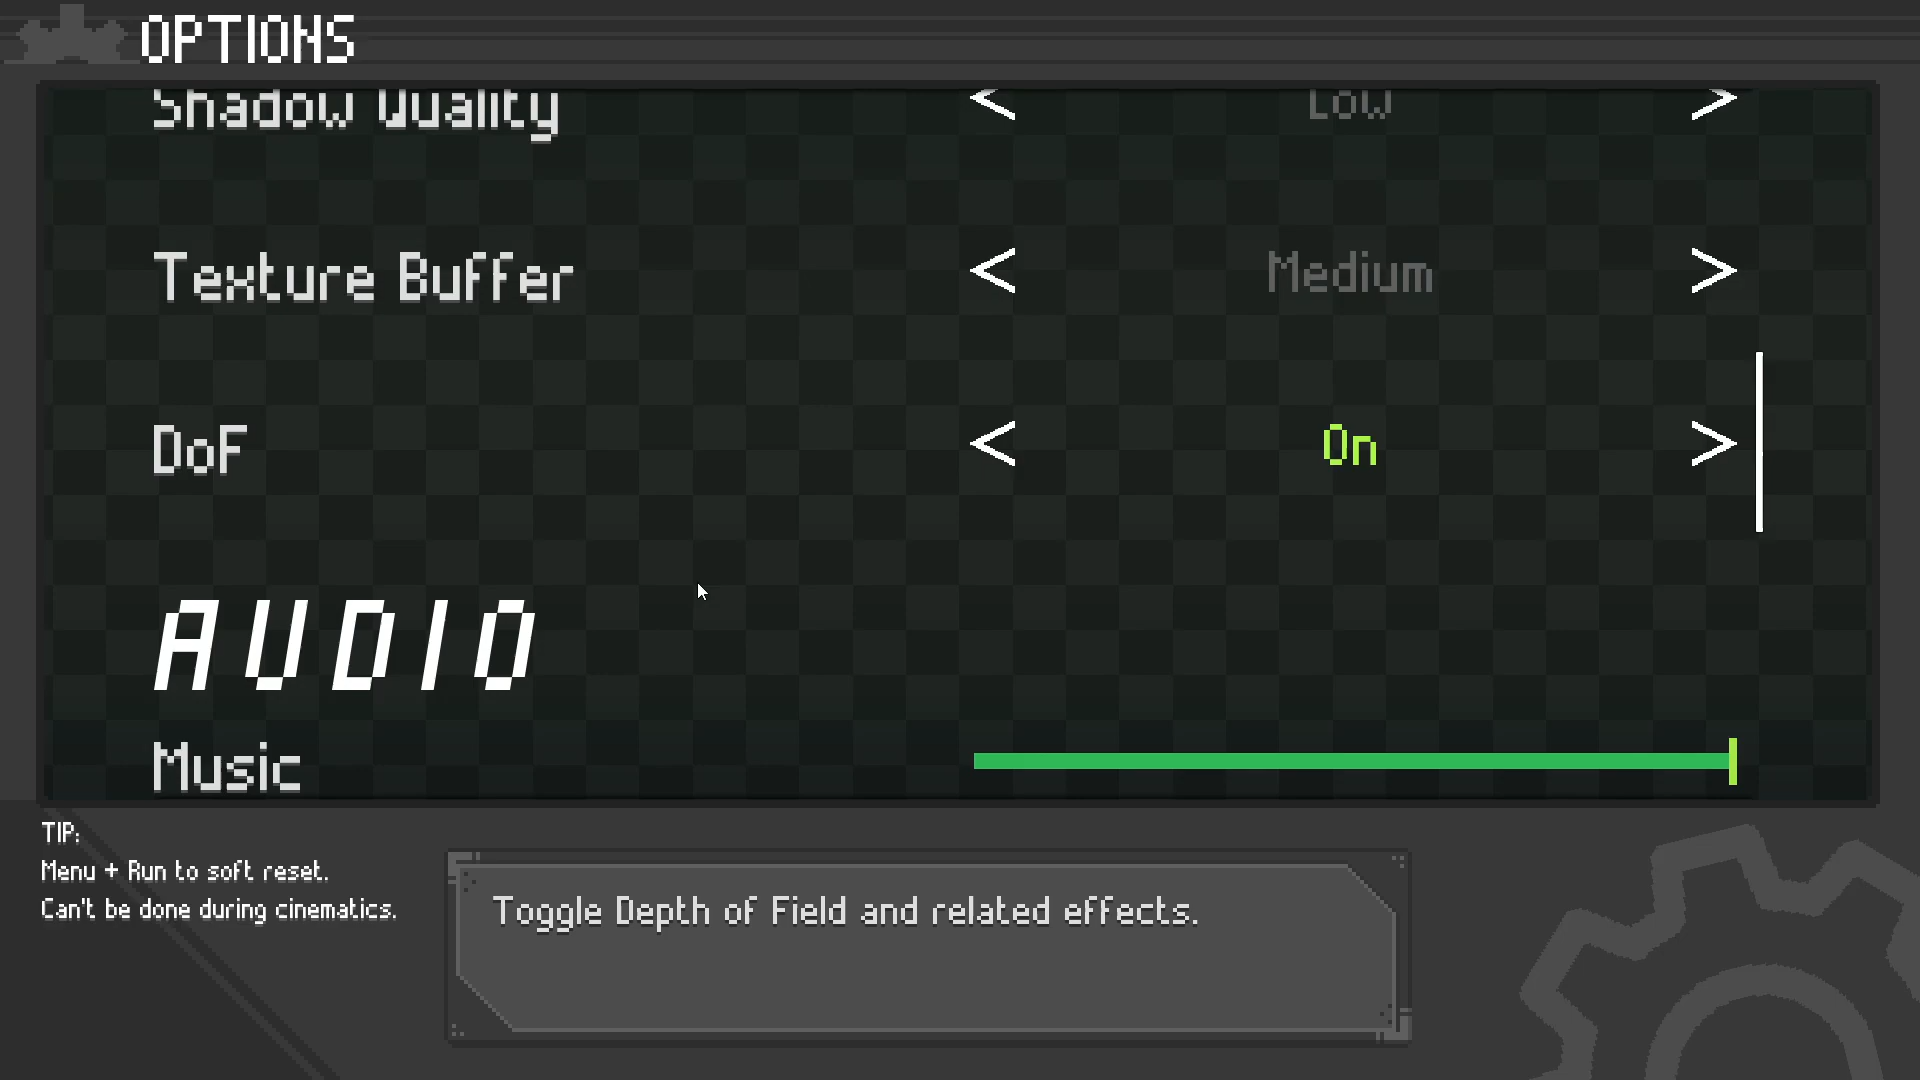 OPTIONS
Shadow Quality < Low >
Texture Buffer < Medium >
DoF < On >
AUDIO
Music
TIP:
Menu + Run to soft reset.
Can't be done during cinematics.
Toggle Depth of Field and related effects.